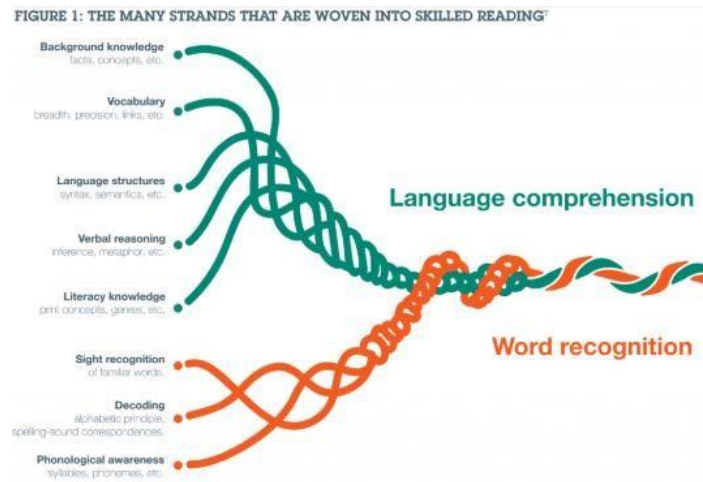 FIGURE 1: THE MANY STRANDS THAT ARE WOVEN INTO SKILLED READING⁷
Background knowledge
facts, concepts, etc.
Vocabulary
breadth, precision, links, etc.
Language structures
syntax, semantics, etc.
Verbal reasoning
inference, metaphor, etc.
Literacy knowledge
print concepts, genres, etc.
Language comprehension
Sight recognition
of familiar words.
Decoding
alphabetic principle,
spelling-sound correspondences.
Phonological awareness
syllables, phonemes, etc.
Word recognition